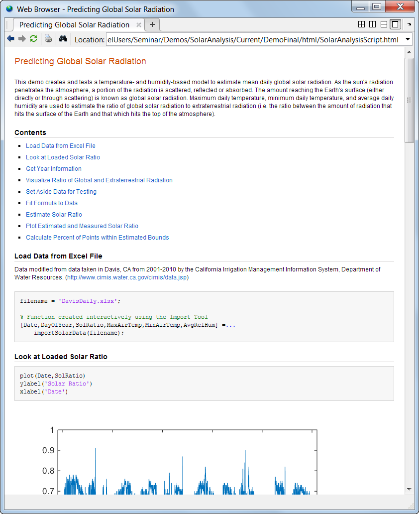 Web Browser - Predicting Global Solar Radiation
Predicting Global Solar Radiation
Location: elUsers/Seminar/Demos/SolarAnalysis/Current/DemoFinal/html/SolarAnalysisScript.html
Predicting Global Solar Radiation
This demo creates and tests a temperature- and humidity-based model to estimate mean daily global solar radiation. As the sun's radiation
penetrates the atmosphere, a portion of the radiation is scattered, reflected or absorbed. The amount reaching the Earth's surface (either
directly or through scattering) is known as global solar radiation. Maximum daily temperature, minimum daily temperature, and average daily
humidity are used to estimate the ratio of global solar radiation to extraterrestrial radiation (i.e. the ratio between the amount of radiation that
hits the surface of the Earth and that which hits the top of the atmosphere)
Contents
Load Data from Excel File
Look at Loaded Solar Ratio
Get Year Information
Visualize Ratio of Global and Extraterrestrial Radiation
Set Aside Data for Testing
Fit Formula to Data
Estimate Solar Ratio
Plot Estimated and Measured Solar Ratio
Calculate Percent of Points within Estimated Bounds
Load Data from Excel File
Data modified from data taken in Davis, CA from 2001-2010 by the California Irrigation Management Information System, Department of
Water Resources. (http://www.cimis.water.ca.gov/cimis/data.jsp)
filename = 'DavisDaily.xlsx';
% Function created interactively using the Import Tool
[Date,DayOfYear,SolRatio,MaxAirTemp,MinAirTemp,AvgRelHum] =...
importSolarData(filename);
Look at Loaded Solar Ratio
plot(Date,SolRatio)
ylabel('Solar Ratio')
xlabel('Date')
1
0.9
0.8
0.7